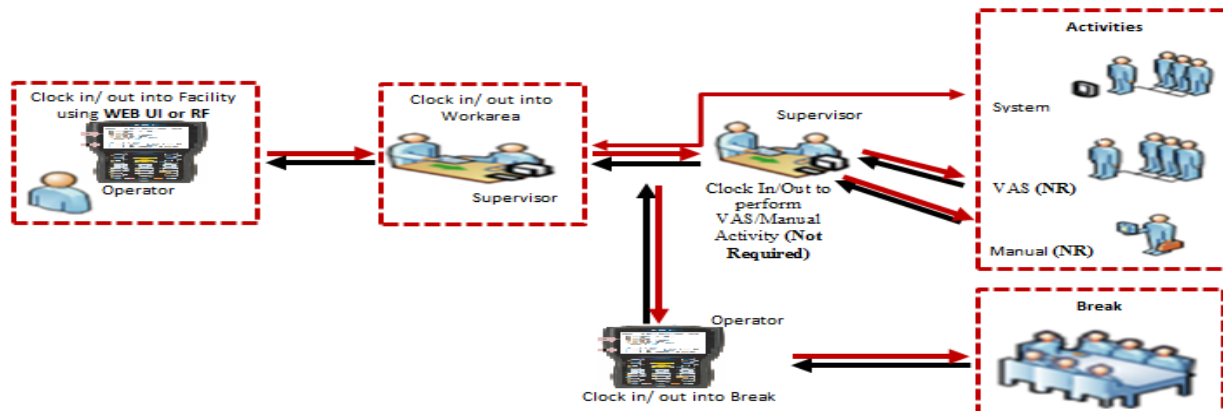 Clock in/ out into Facility
using WEB UI or RF
Operator
Clock in/ out into
Workarea
Supervisor
Supervisor
Clock In/Out to
perform
VAS/Manual
Activity (Not
Required)
Activities
System
VAS (NR)
Manual (NR)
Operator
Clock in/ out into Break
Break